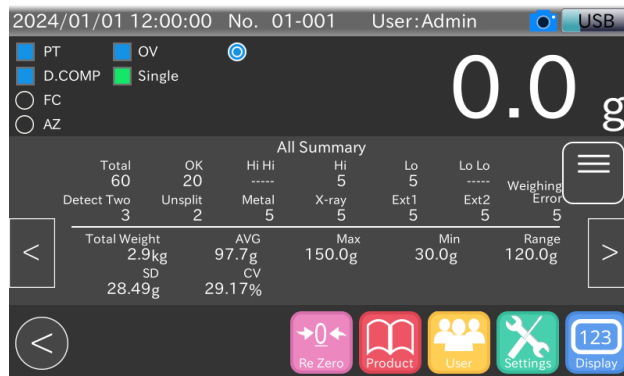 2024/01/01 12:00:00 No. 01-001 User:Admin USB
PT OV
D.COMP Single
FC
AZ
0.0 g
All Summary
Total OK Hi Hi Hi Lo Lo Lo Weighing Error
60 20 ----- 5 5 ----- 5
Detect Two Unsplit Metal X-ray Ext1 Ext2
3 2 5 5 5 5
Total Weight AVG Max Min Range
2.9kg 97.7g 150.0g 30.0g 120.0g
SD CV
28.49g 29.17%
< >
<
→0← 123
Re Zero Product User Settings Display